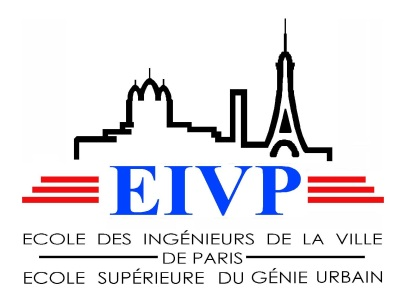 EIVP
ECOLE DES INGÉNIEURS DE LA VILLE
DE PARIS
ECOLE SUPÉRIEURE DU GÉNIE URBAIN